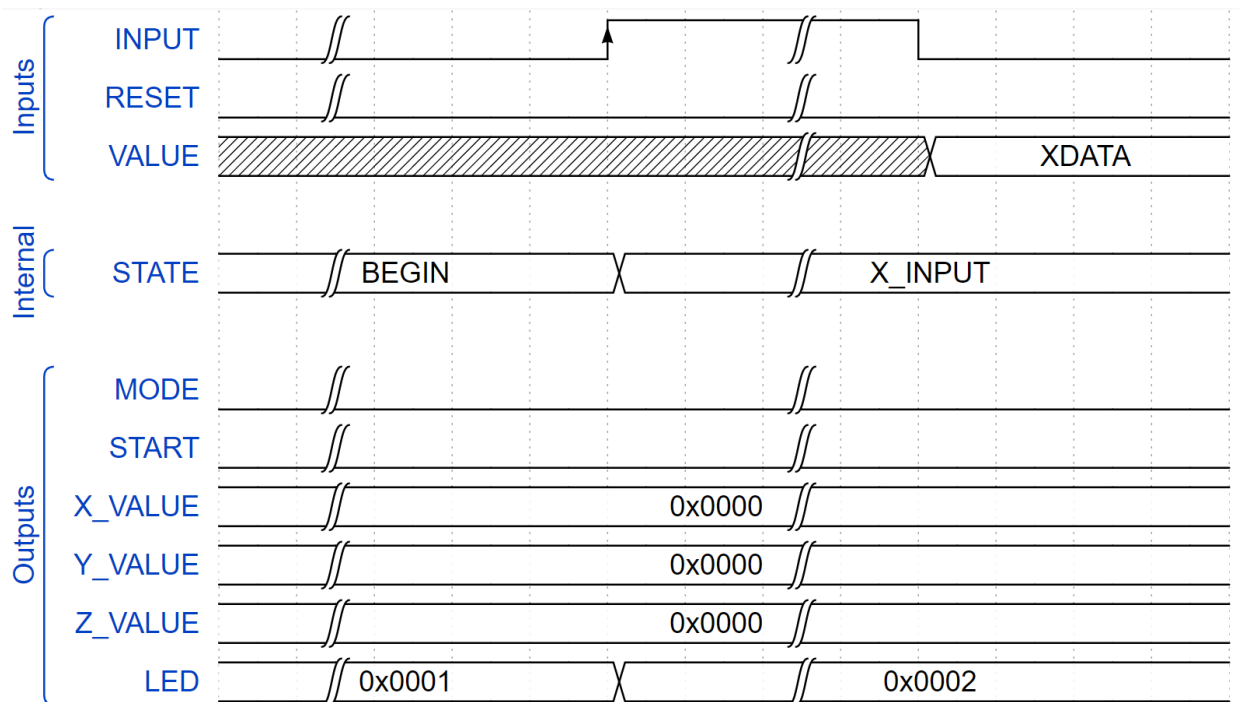 Inputs
INPUT
RESET
VALUE XDATA
Internal
STATE BEGIN X_INPUT
Outputs
MODE
START
X_VALUE 0x0000
Y_VALUE 0x0000
Z_VALUE 0x0000
LED 0x0001 0x0002